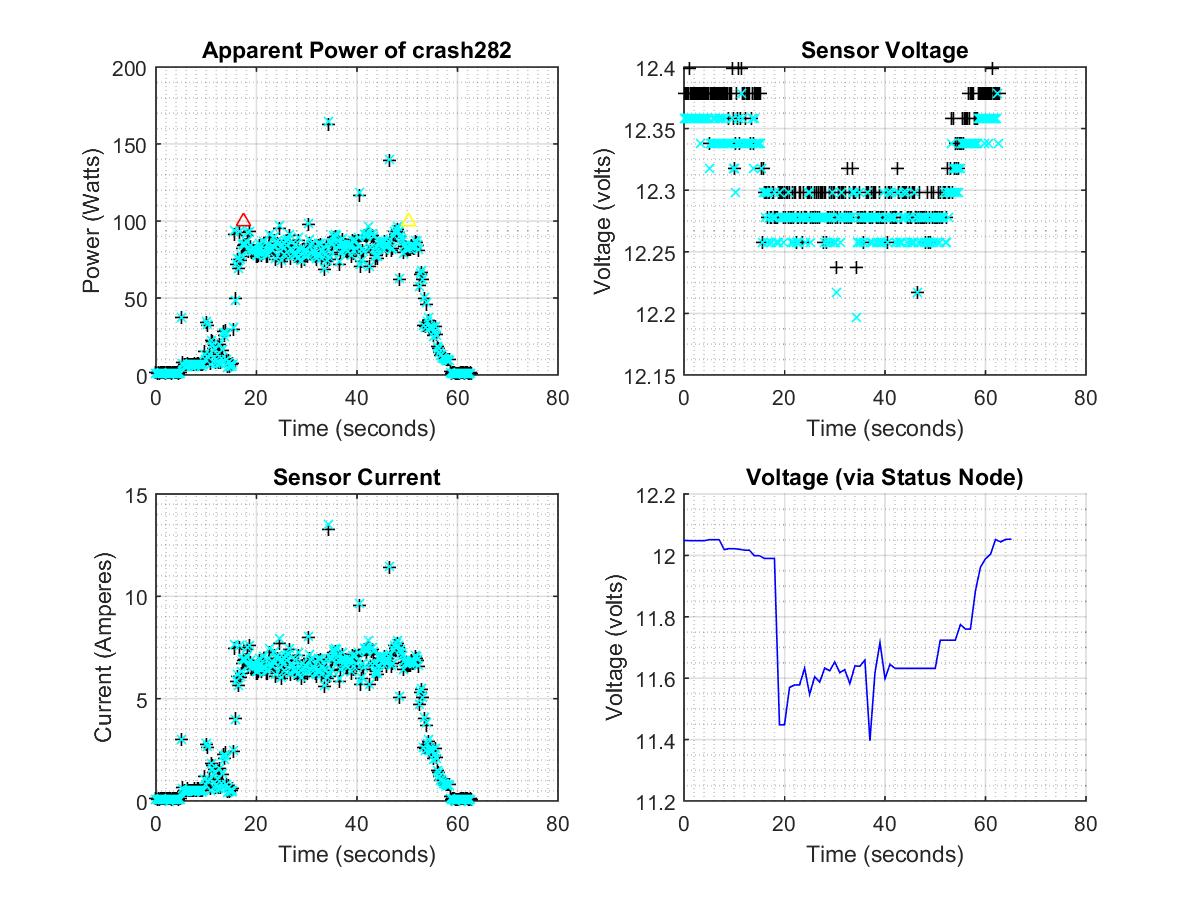 Apparent Power of crash282
200
150
100
50
0
Power (Watts)
0 20 40 60 80
Time (seconds)
Sensor Voltage
12.4
12.35
12.3
12.25
12.2
12.15
Voltage (volts)
0 20 40 60 80
Time (seconds)
Sensor Current
15
10
5
0
Current (Amperes)
0 20 40 60 80
Time (seconds)
Voltage (via Status Node)
12.2
12
11.8
11.6
11.4
11.2
Voltage (volts)
0 20 40 60 80
Time (seconds)